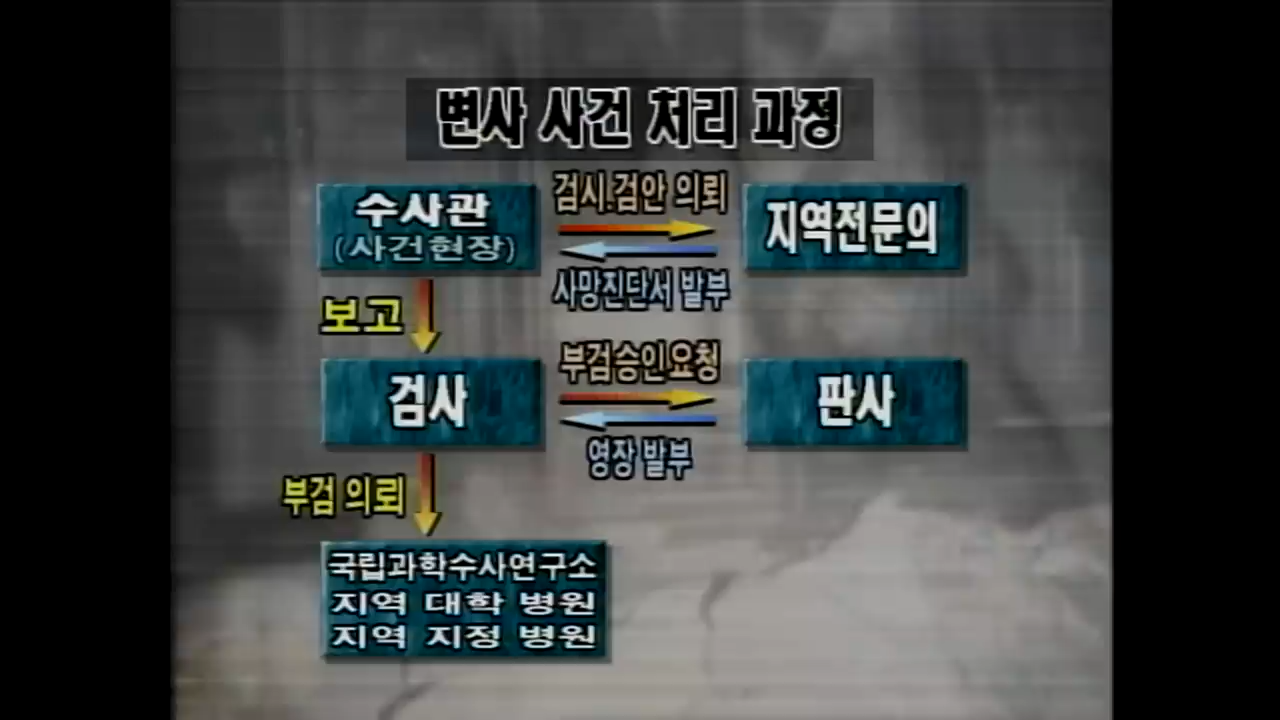 변사 사건 처리 과정
수사관
(사건현장)
검시.검안 의뢰
지역전문의
사망진단서 발부
보고
검사
부검승인요청
판사
영장 발부
부검 의뢰
국립과학수사연구소
지역 대학 병원
지역 지정 병원